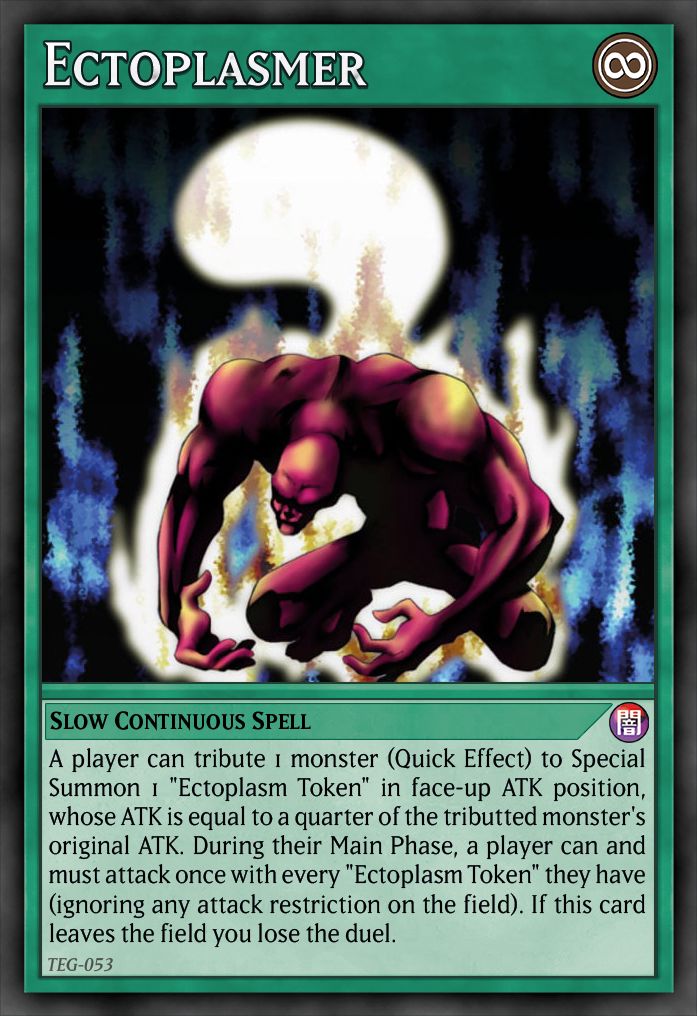 Ectoplasmer
Slow Continuous Spell
闇
A player can tribute 1 monster (Quick Effect) to Special
Summon 1 "Ectoplasm Token" in face-up ATK position,
whose ATK is equal to a quarter of the tributted monster's
original ATK. During their Main Phase, a player can and
must attack once with every "Ectoplasm Token" they have
(ignoring any attack restriction on the field). If this card
leaves the field you lose the duel.
TEG-053